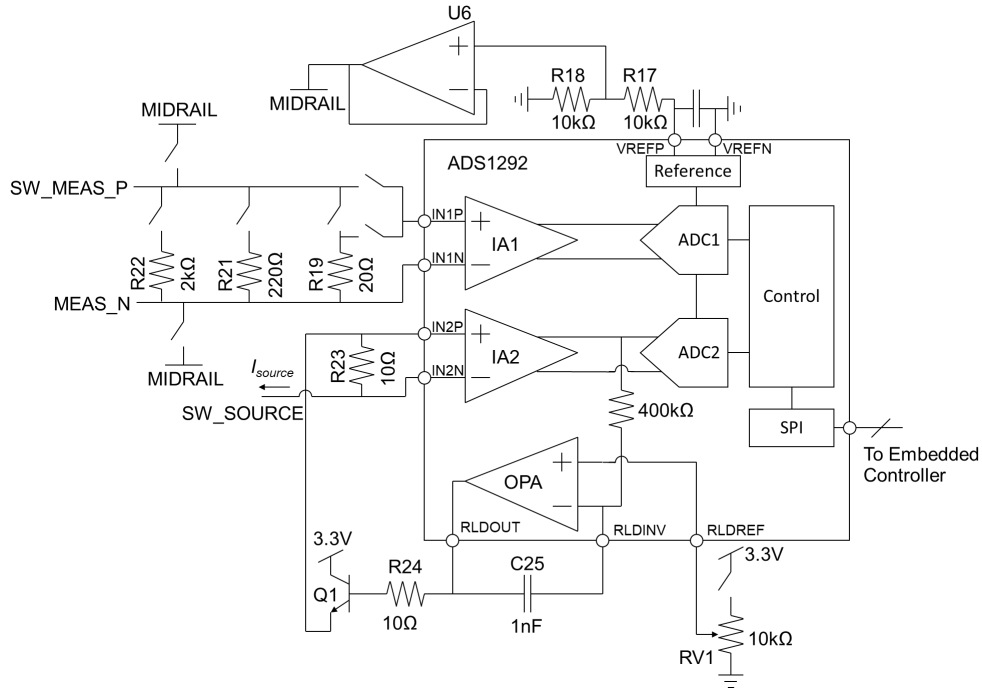 U6
MIDRAIL
R18
R17
10kΩ
10kΩ
MIDRAIL
VREFP
VREFN
ADS1292
Reference
SW_MEAS_P
IN1P
IA1
ADC1
IN1N
R22
2kΩ
R21
220Ω
R19
20Ω
Control
MEAS_N
IN2P
IA2
ADC2
IN2N
MIDRAIL
R23
10Ω
Isource
SW_SOURCE
400kΩ
SPI
To Embedded
Controller
OPA
RLDOUT
RLDINV
RLDREF
3.3V
3.3V
R24
C25
Q1
10Ω
1nF
10kΩ
RV1